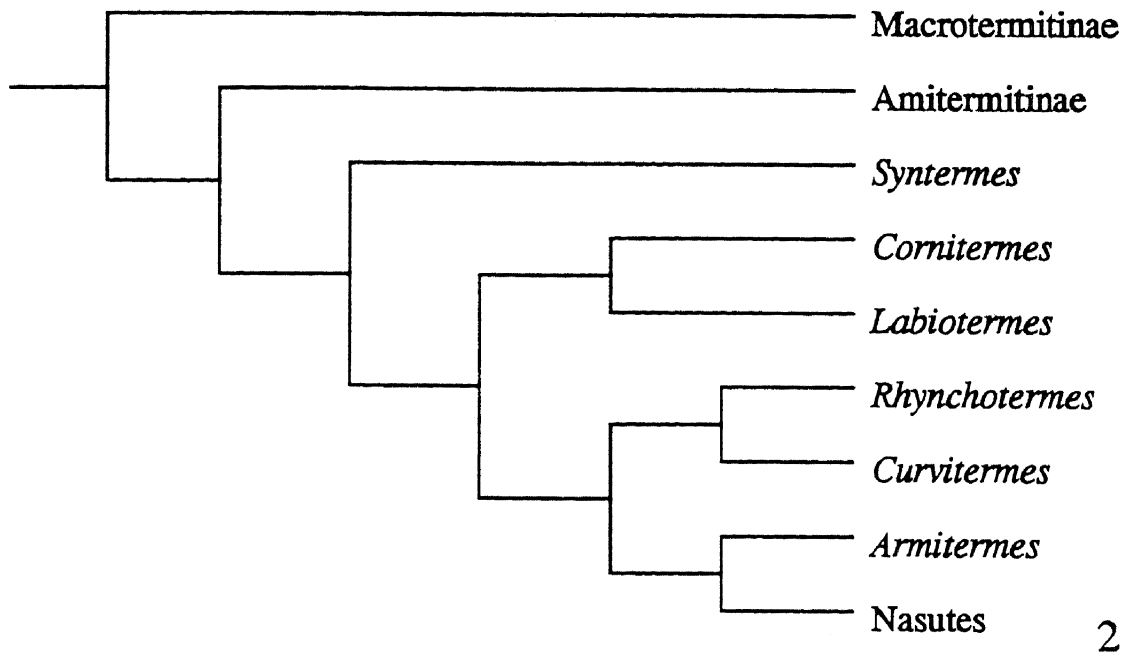 Macrotermitinae
Amitermitinae
Syntermes
Cornitermes
Labiotermes
Rhynchotermes
Curvitermes
Armitermes
Nasutes
2